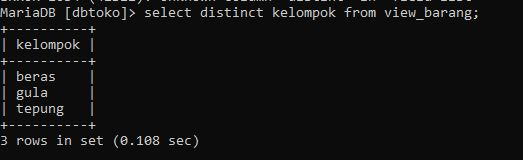 MariaDB [dbtoko]> select distinct kelompok from view_barang;
+----------+
| kelompok |
+----------+
| beras    |
| gula     |
| tepung   |
+----------+
3 rows in set (0.108 sec)